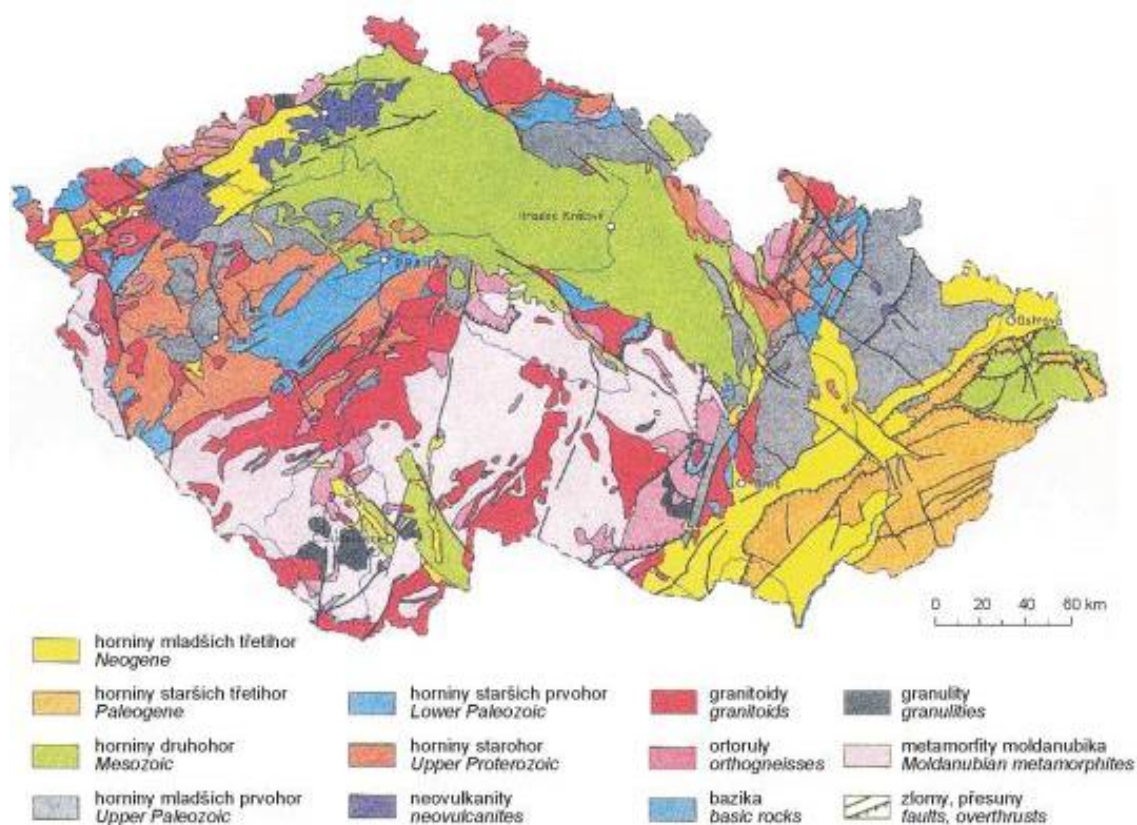 Hradec Králové
PRAHA
Ostrava
0 20 40 60 km
horniny mladších třetihor
Neogene
horniny starších třetihor
Paleogene
horniny druhohor
Mesozoic
horniny mladších prvohor
Upper Paleozoic
horniny starších prvohor
Lower Paleozoic
horniny starohor
Upper Proterozoic
neovulkanity
neovulcanites
granitoidy
granitoids
ortoruly
orthogneisses
bazika
basic rocks
granulity
granulities
metamorfity moldanubika
Moldanubian metamorphites
zlomy, přesuny
faults, overthrusts